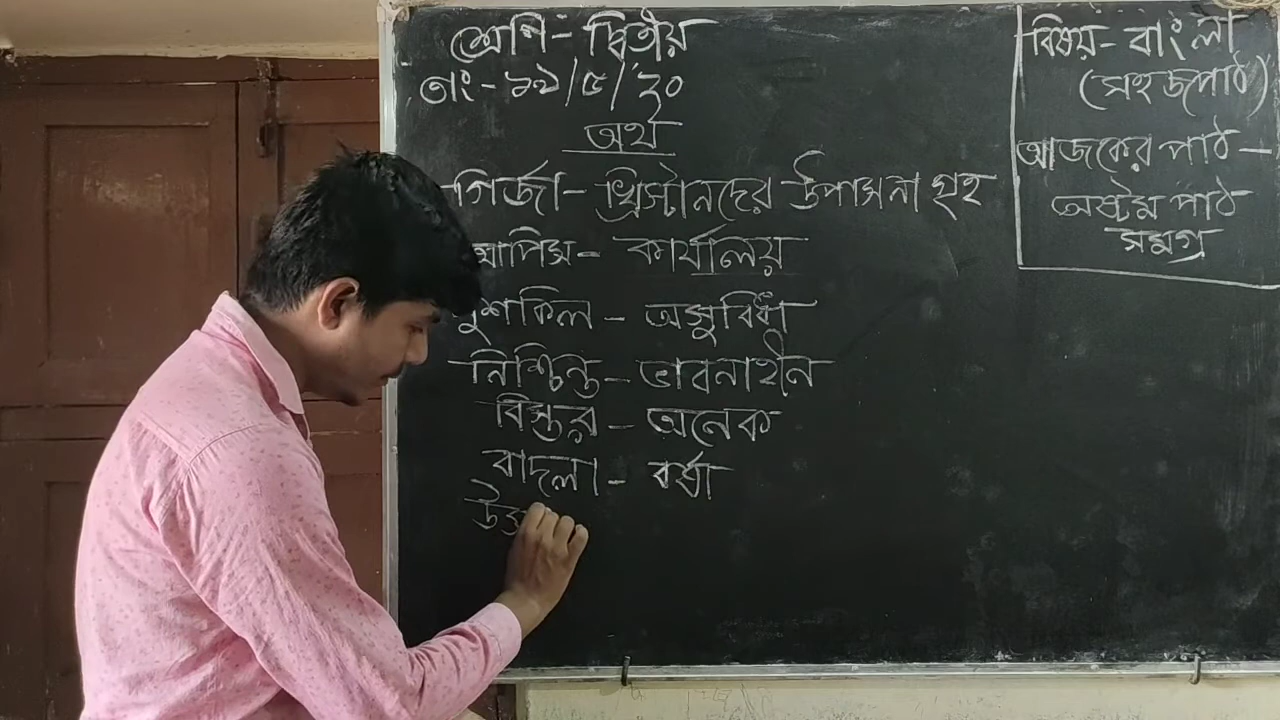 শ্রেণি - দ্বিতীয়
তাং - ১৯/৫/২০
অর্থ
গির্জা - খ্রিস্টানদের উপাসনা গৃহ
আপিস - কার্যালয়
মুশকিল - অসুবিধা
নিশ্চিন্ত - ভাবনাহীন
বিস্তর - অনেক
বাদলা - বর্ষা
বিষয় - বাংলা
(সহজপাঠ)
আজকের পাঠ -
অষ্টম পাঠ
সমগ্র